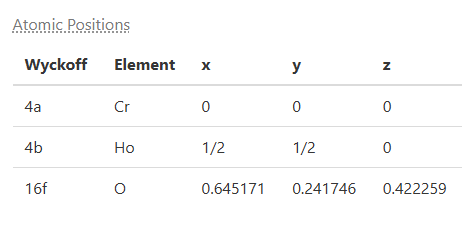 Atomic Positions
Wyckoff Element x y z
4a Cr 0 0 0
4b Ho 1/2 1/2 0
16f O 0.645171 0.241746 0.422259